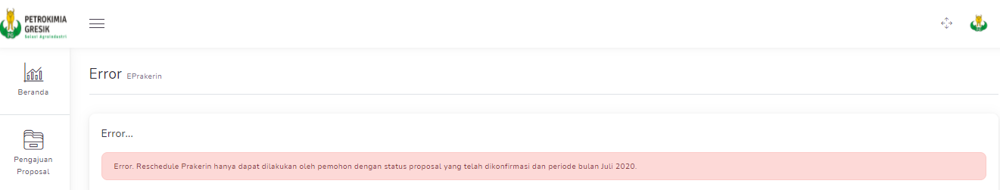 PETROKIMIA
GRESIK
Solusi Agroindustri
Beranda
Pengajuan
Proposal
Error EPrakerin
Error...
Error. Reschedule Prakerin hanya dapat dilakukan oleh pemohon dengan status proposal yang telah dikonfirmasi dan periode bulan Juli 2020.